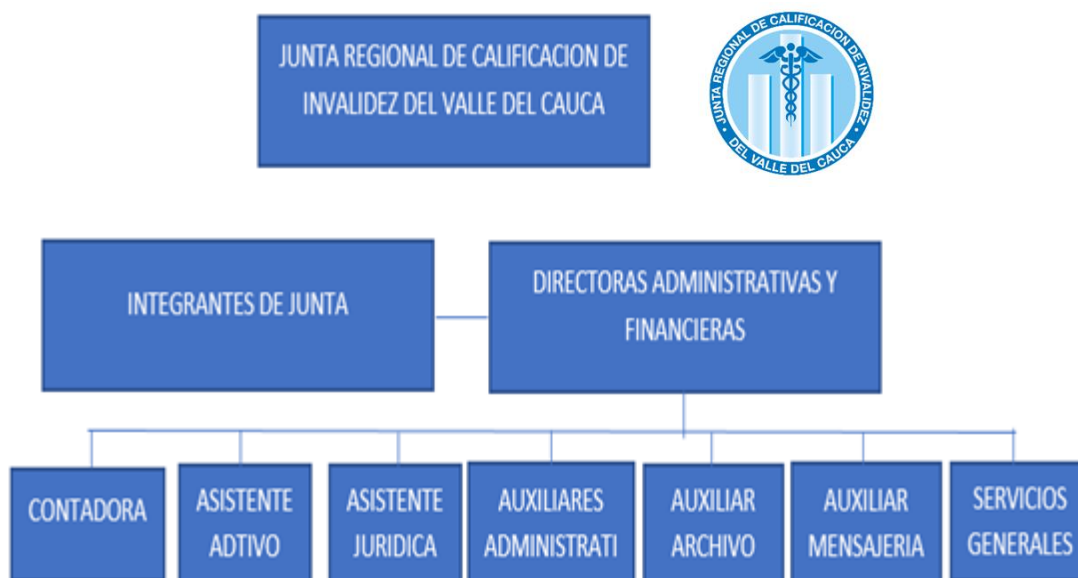 JUNTA REGIONAL DE CALIFICACION DE
INVALIDEZ DEL VALLE DEL CAUCA
JUNTA REGIONAL DE CALIFICACION DE INVALIDEZ
DEL VALLE DEL CAUCA
INTEGRANTES DE JUNTA
DIRECTORAS ADMINISTRATIVAS Y
FINANCIERAS
CONTADORA
ASISTENTE
ADTIVO
ASISTENTE
JURIDICA
AUXILIARES
ADMINISTRATI
AUXILIAR
ARCHIVO
AUXILIAR
MENSAJERIA
SERVICIOS
GENERALES